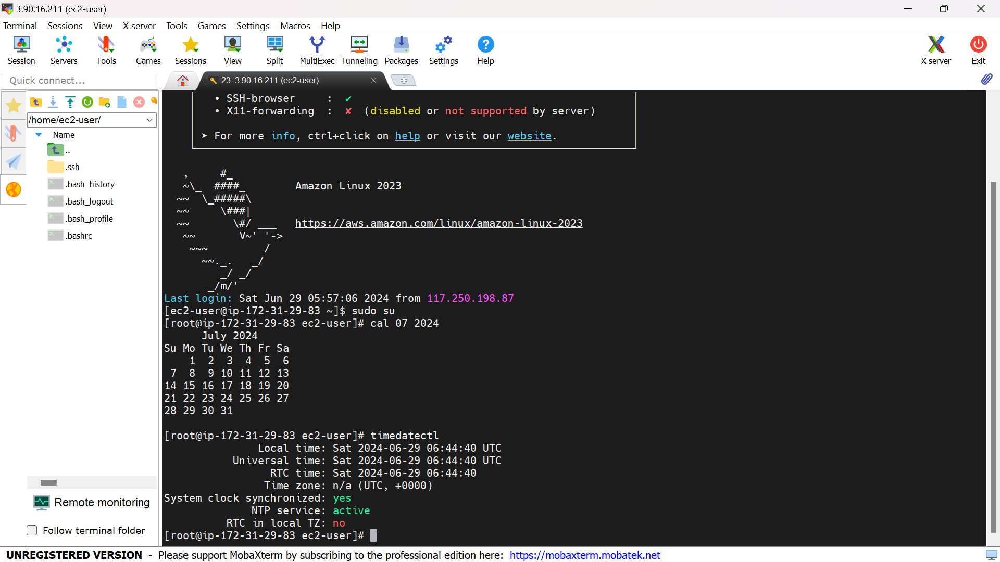 3.90.16.211 (ec2-user)
Terminal Sessions View X server Tools Games Settings Macros Help
Session Servers Tools Games Sessions View Split MultiExec Tunneling Packages Settings Help X server Exit
Quick connect...
23. 3.90.16.211 (ec2-user)
/home/ec2-user/
Name
..
.ssh
.bash_history
.bash_logout
.bash_profile
.bashrc
Remote monitoring
Follow terminal folder
• SSH-browser : ✔
• X11-forwarding : ✘ (disabled or not supported by server)
➤ For more info, ctrl+click on help or visit our website.
   ,     #_
   ~\_  ####_        Amazon Linux 2023
  ~~  \_#####\
  ~~     \###|
  ~~       \#/ ___   https://aws.amazon.com/linux/amazon-linux-2023
   ~~       V~' '->
    ~~~         /
      ~~._.   _/
         _/ _/
       _/m/'
Last login: Sat Jun 29 05:57:06 2024 from 117.250.198.87
[ec2-user@ip-172-31-29-83 ~]$ sudo su
[root@ip-172-31-29-83 ec2-user]# cal 07 2024
      July 2024
Su Mo Tu We Th Fr Sa
    1  2  3  4  5  6
 7  8  9 10 11 12 13
14 15 16 17 18 19 20
21 22 23 24 25 26 27
28 29 30 31
[root@ip-172-31-29-83 ec2-user]# timedatectl
               Local time: Sat 2024-06-29 06:44:40 UTC
           Universal time: Sat 2024-06-29 06:44:40 UTC
                 RTC time: Sat 2024-06-29 06:44:40
                Time zone: n/a (UTC, +0000)
System clock synchronized: yes
              NTP service: active
          RTC in local TZ: no
[root@ip-172-31-29-83 ec2-user]#
UNREGISTERED VERSION - Please support MobaXterm by subscribing to the professional edition here: https://mobaxterm.mobatek.net